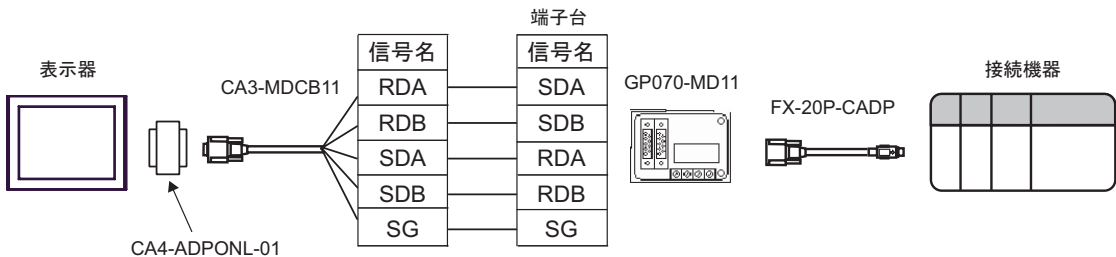 表示器
CA4-ADPONL-01
CA3-MDCB11
信号名
RDA
RDB
SDA
SDB
SG
端子台
信号名
SDA
SDB
RDA
RDB
SG
GP070-MD11
FX-20P-CADP
接続機器